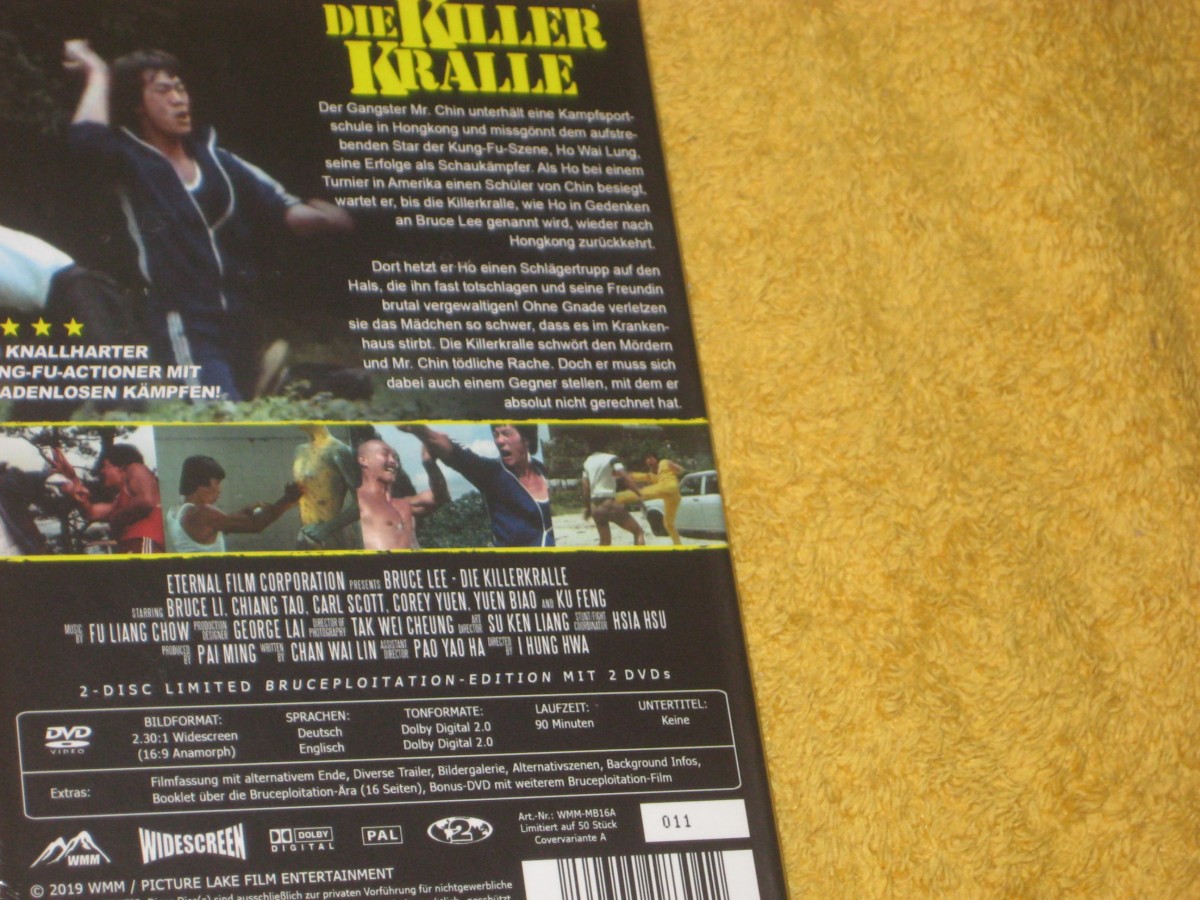 DIE KILLER
KRALLE
Der Gangster Mr. Chin unterhält eine Kampfsport-
schule in Hongkong und missgönnt dem aufstre-
benden Star der Kung-Fu-Szene, Ho Wai Lung,
seine Erfolge als Schaukämpfer. Als Ho bei einem
Turnier in Amerika einen Schüler von Chin besiegt,
wartet er, bis die Killerkralle, wie Ho in Gedenken
an Bruce Lee genannt wird, wieder nach
Hongkong zurückkehrt.
Dort hetzt er Ho einen Schlägertrupp auf den
Hals, die ihn fast totschlagen und seine Freundin
brutal vergewaltigen! Ohne Gnade verletzen
sie das Mädchen so schwer, dass es im Kranken-
haus stirbt. Die Killerkralle schwört den Mördern
und Mr. Chin tödliche Rache. Doch er muss sich
dabei auch einem Gegner stellen, mit dem er
absolut nicht gerechnet hat.
KNALLHARTER
NG-FU-ACTIONER MIT
ADENLOSEN KÄMPFEN!
ETERNAL FILM CORPORATION PRESENTS BRUCE LEE - DIE KILLERKRALLE
STARRING BRUCE LI, CHIANG TAO, CARL SCOTT, COREY YUEN, YUEN BIAO AND KU FENG
MUSIC BY FU LIANG CHOW PRODUCTION DESIGNER GEORGE LAI DIRECTOR OF PHOTOGRAPHY TAK WEI CHEUNG ART DIRECTOR SU KEN LIANG STUNT-FIGHT COORDINATOR HSIA HSU
PRODUCED BY PAI MING WRITTEN BY CHAN WAI LIN ASSISTANT DIRECTOR PAO YAO HA DIRECTED BY I HUNG HWA
2-DISC LIMITED BRUCEPLOITATION-EDITION MIT 2 DVDs
DVD VIDEO
BILDFORMAT:
2.30:1 Widescreen
(16:9 Anamorph)
SPRACHEN:
Deutsch
Englisch
TONFORMATE:
Dolby Digital 2.0
Dolby Digital 2.0
LAUFZEIT:
90 Minuten
UNTERTITEL:
Keine
Extras:
Filmfassung mit alternativem Ende, Diverse Trailer, Bildergalerie, Alternativszenen, Background Infos,
Booklet über die Bruceploitation-Ära (16 Seiten), Bonus-DVD mit weiterem Bruceploitation-Film
WMM
WIDESCREEN
DOLBY
DIGITAL
PAL
2
Art.-Nr.: WMM-MB16A
Limitiert auf 50 Stück
Covervariante A
011
© 2019 WMM / PICTURE LAKE FILM ENTERTAINMENT
sind ausschließlich zur privaten Vorführung für nichtgewerbliche